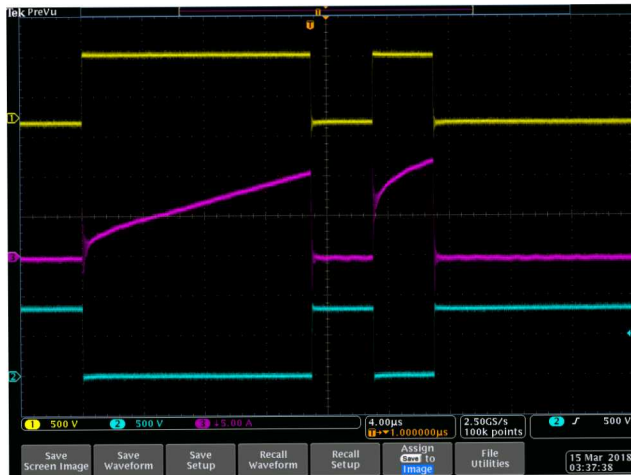 Tek PreVu
T
T
1
3
2
1 500 V 2 500 V 3 ↓5.00 A
4.00µs
T→▼1.000000µs
2.50GS/s
100k points
2 500 V
Save
Screen Image
Save
Waveform
Save
Setup
Recall
Waveform
Recall
Setup
Assign
Save to
Image
File
Utilities
15 Mar 2018
03:37:38